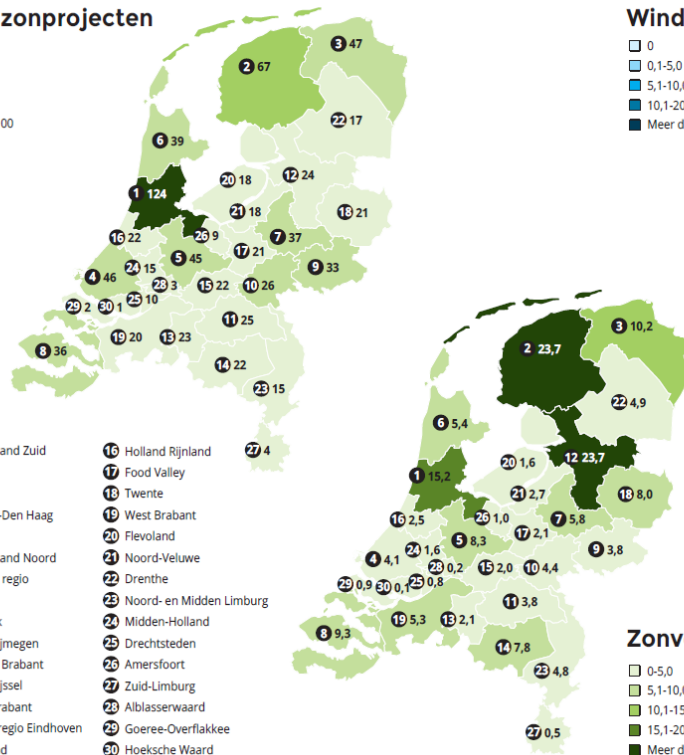 zonprojecten
Wind
0
0,1-5,0
5,1-10,0
10,1-20
Meer d
00
3 47
2 67
22 17
6 39
12 24
20 18
1 124
21 18
18 21
16 22
26 9
7 37
17 21
5 45
24 15
9 33
4 46
28 3
15 22
10 26
25 10
29 2
30 1
11 25
19 20
13 23
8 36
14 22
23 15
27 4
3 10,2
2 23,7
22 4,9
6 5,4
12 23,7
20 1,6
1 15,2
21 2,7
18 8,0
16 2,5
26 1,0
7 5,8
17 2,1
5 8,3
24 1,6
9 3,8
4 4,1
28 0,2
15 2,0
10 4,4
25 0,8
29 0,9
30 0,1
11 3,8
19 5,3
13 2,1
8 9,3
14 7,8
23 4,8
27 0,5
and Zuid
-Den Haag
and Noord
regio
k
jmegen
Brabant
jssel
rabant
regio Eindhoven
d
16 Holland Rijnland
17 Food Valley
18 Twente
19 West Brabant
20 Flevoland
21 Noord-Veluwe
22 Drenthe
23 Noord- en Midden Limburg
24 Midden-Holland
25 Drechtsteden
26 Amersfoort
27 Zuid-Limburg
28 Alblasserwaard
29 Goeree-Overflakkee
30 Hoeksche Waard
Zonv
0-5,0
5,1-10,0
10,1-15
15,1-20
Meer d